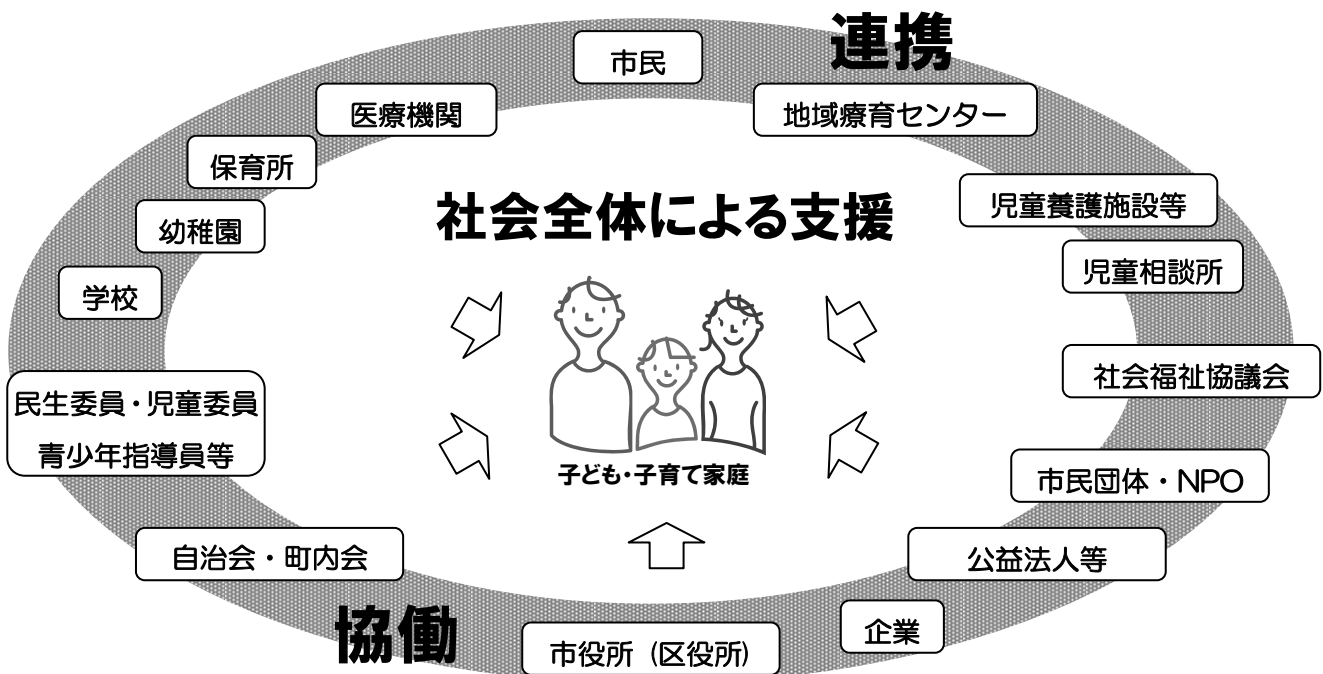 連携
市民
医療機関
地域療育センター
保育所
児童養護施設等
社会全体による支援
幼稚園
児童相談所
学校
社会福祉協議会
民生委員・児童委員
青少年指導員等
子ども・子育て家庭
市民団体・NPO
自治会・町内会
公益法人等
協働
企業
市役所（区役所）